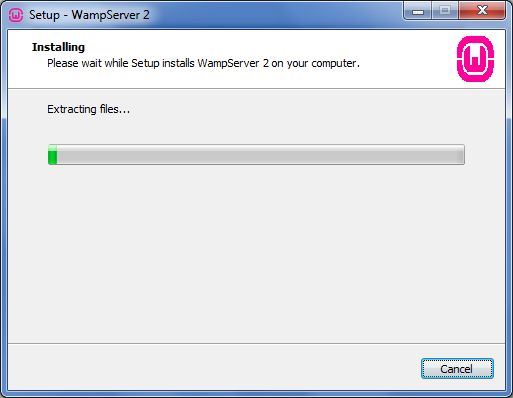 Setup - WampServer 2
Installing
Please wait while Setup installs WampServer 2 on your computer.
Extracting files...
Cancel